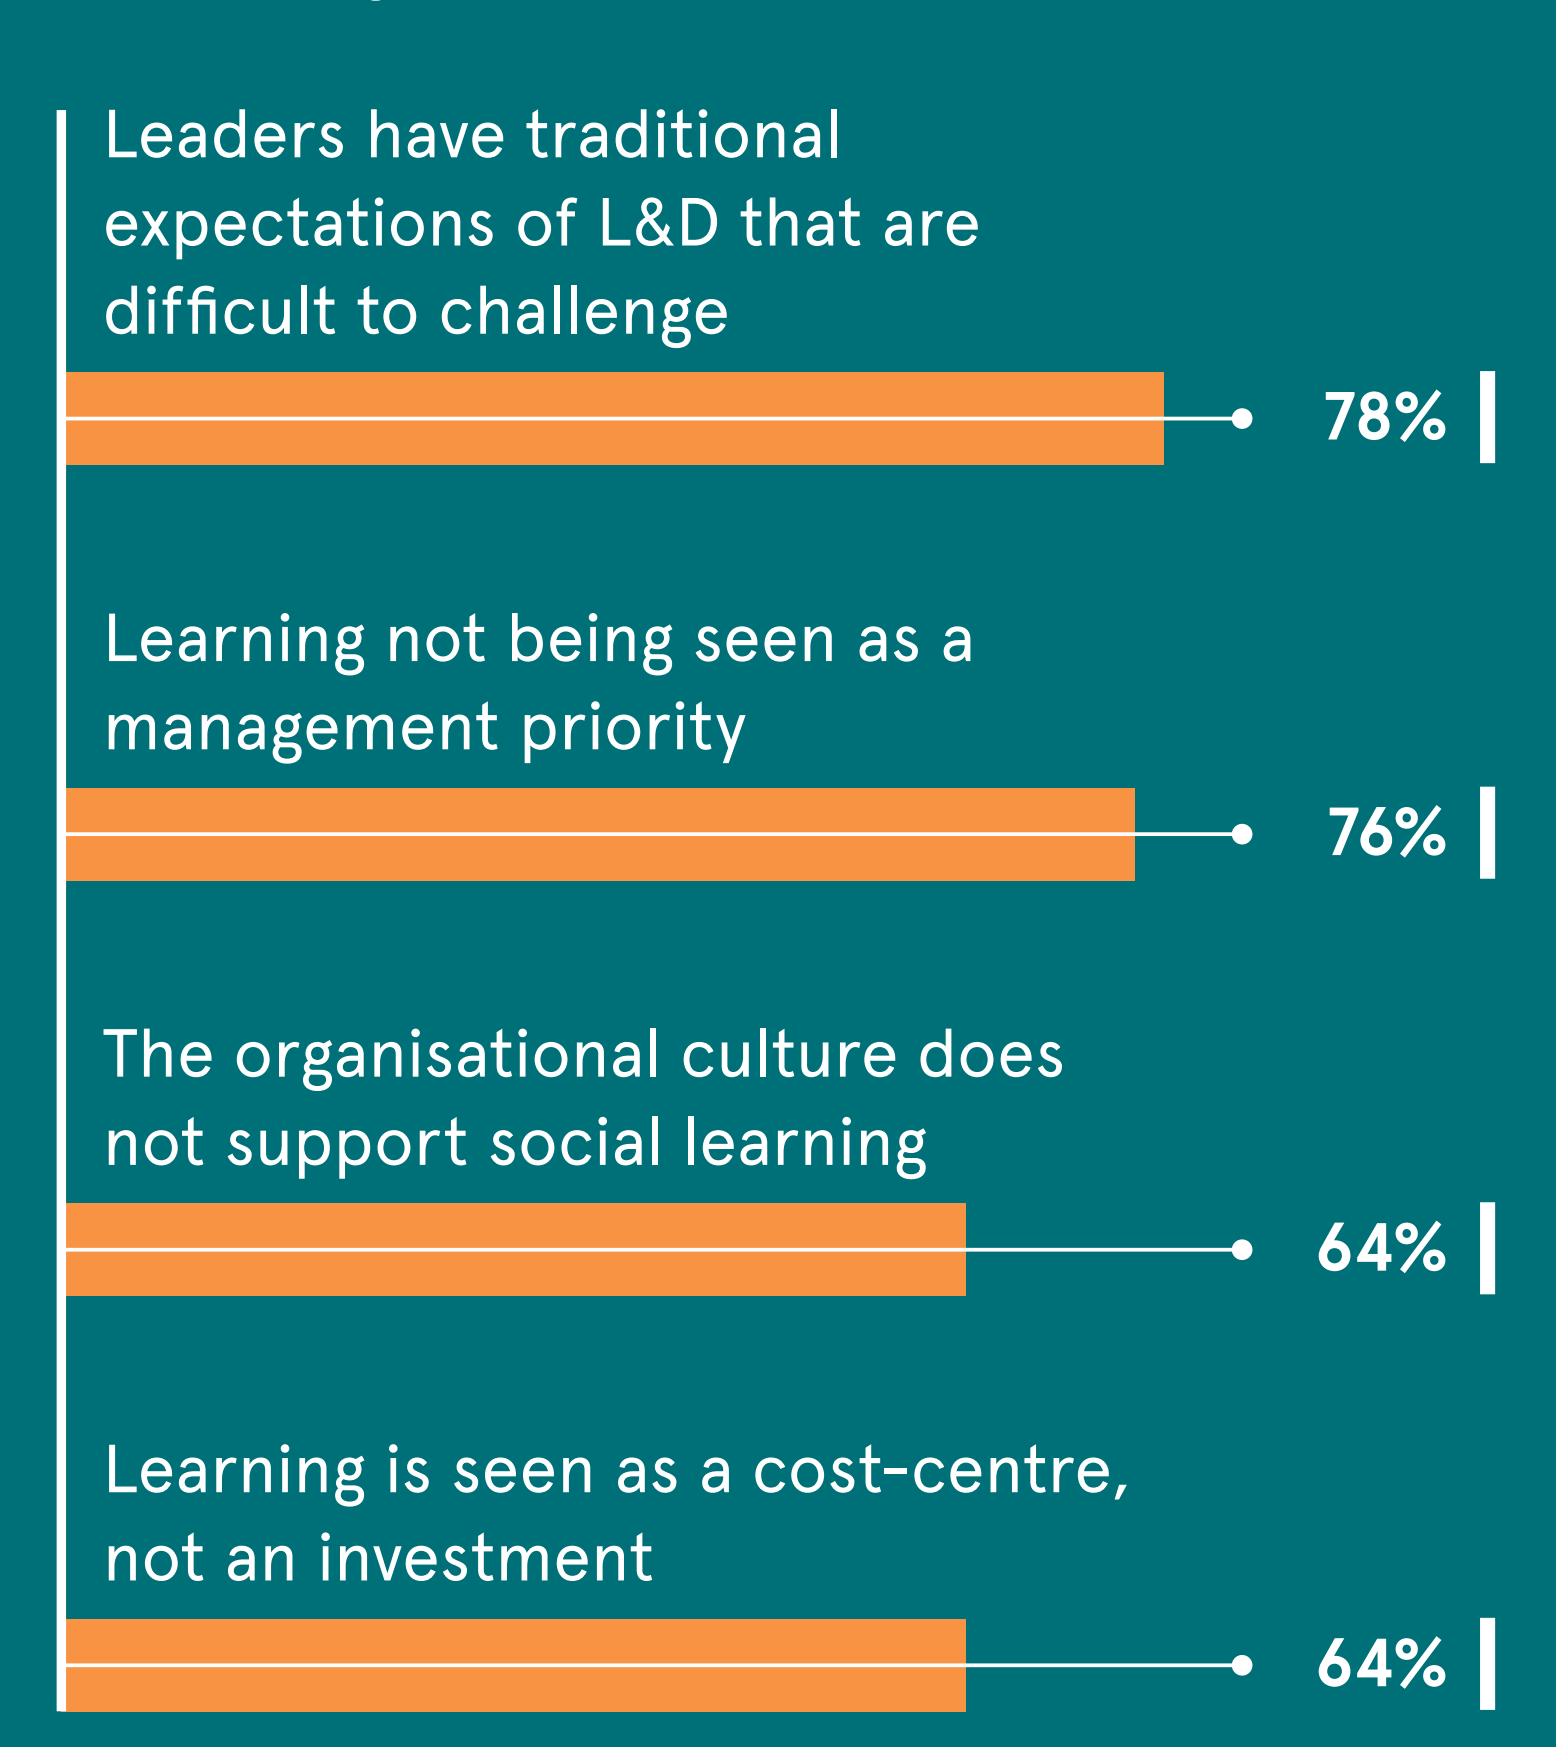 Leaders have traditional
expectations of L&D that are
difficult to challenge
78%
Learning not being seen as a
management priority
76%
The organisational culture does
not support social learning
64%
Learning is seen as a cost-centre,
not an investment
64%